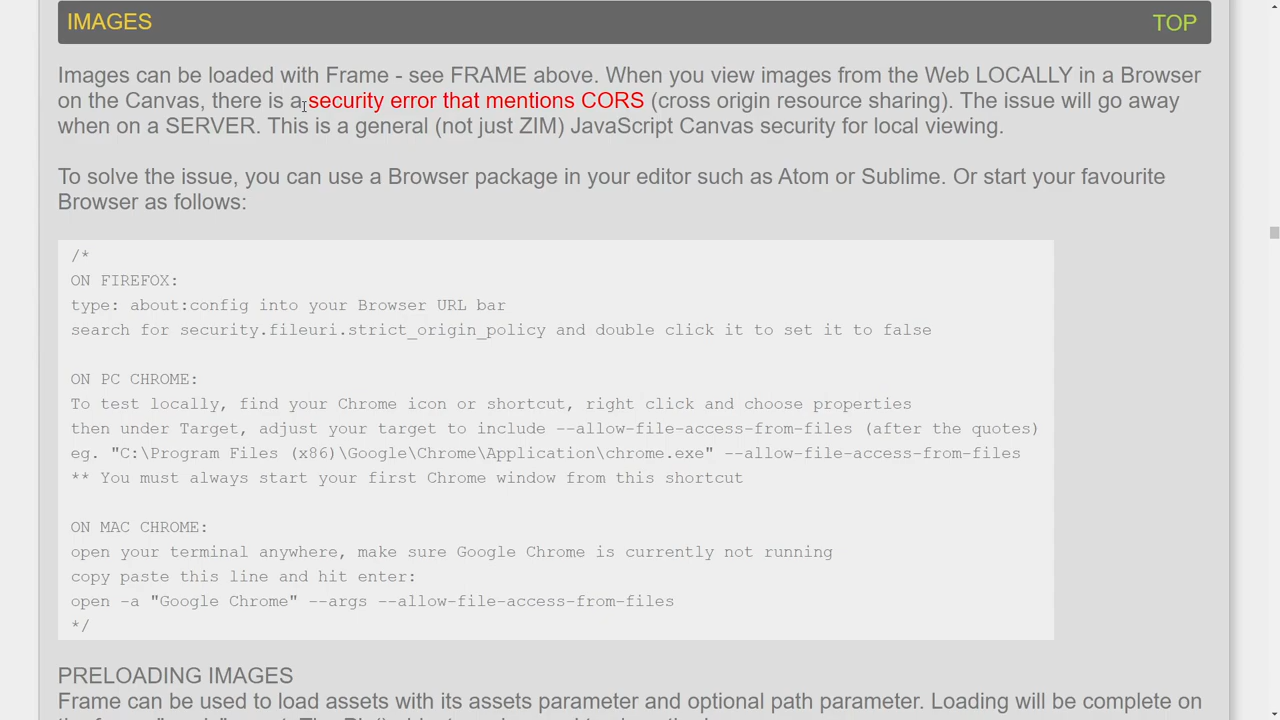 IMAGES TOP
Images can be loaded with Frame - see FRAME above. When you view images from the Web LOCALLY in a Browser
on the Canvas, there is a security error that mentions CORS (cross origin resource sharing). The issue will go away
when on a SERVER. This is a general (not just ZIM) JavaScript Canvas security for local viewing.
To solve the issue, you can use a Browser package in your editor such as Atom or Sublime. Or start your favourite
Browser as follows:
/*
ON FIREFOX:
type: about:config into your Browser URL bar
search for security.fileuri.strict_origin_policy and double click it to set it to false
ON PC CHROME:
To test locally, find your Chrome icon or shortcut, right click and choose properties
then under Target, adjust your target to include --allow-file-access-from-files (after the quotes)
eg. "C:\Program Files (x86)\Google\Chrome\Application\chrome.exe" --allow-file-access-from-files
** You must always start your first Chrome window from this shortcut
ON MAC CHROME:
open your terminal anywhere, make sure Google Chrome is currently not running
copy paste this line and hit enter:
open -a "Google Chrome" --args --allow-file-access-from-files
*/
PRELOADING IMAGES
Frame can be used to load assets with its assets parameter and optional path parameter. Loading will be complete on